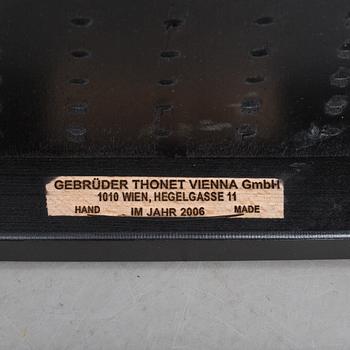 GEBRÜDER THONET VIENNA GmbH
1010 WIEN, HEGELGASSE 11
HAND IM JAHR 2006 MADE